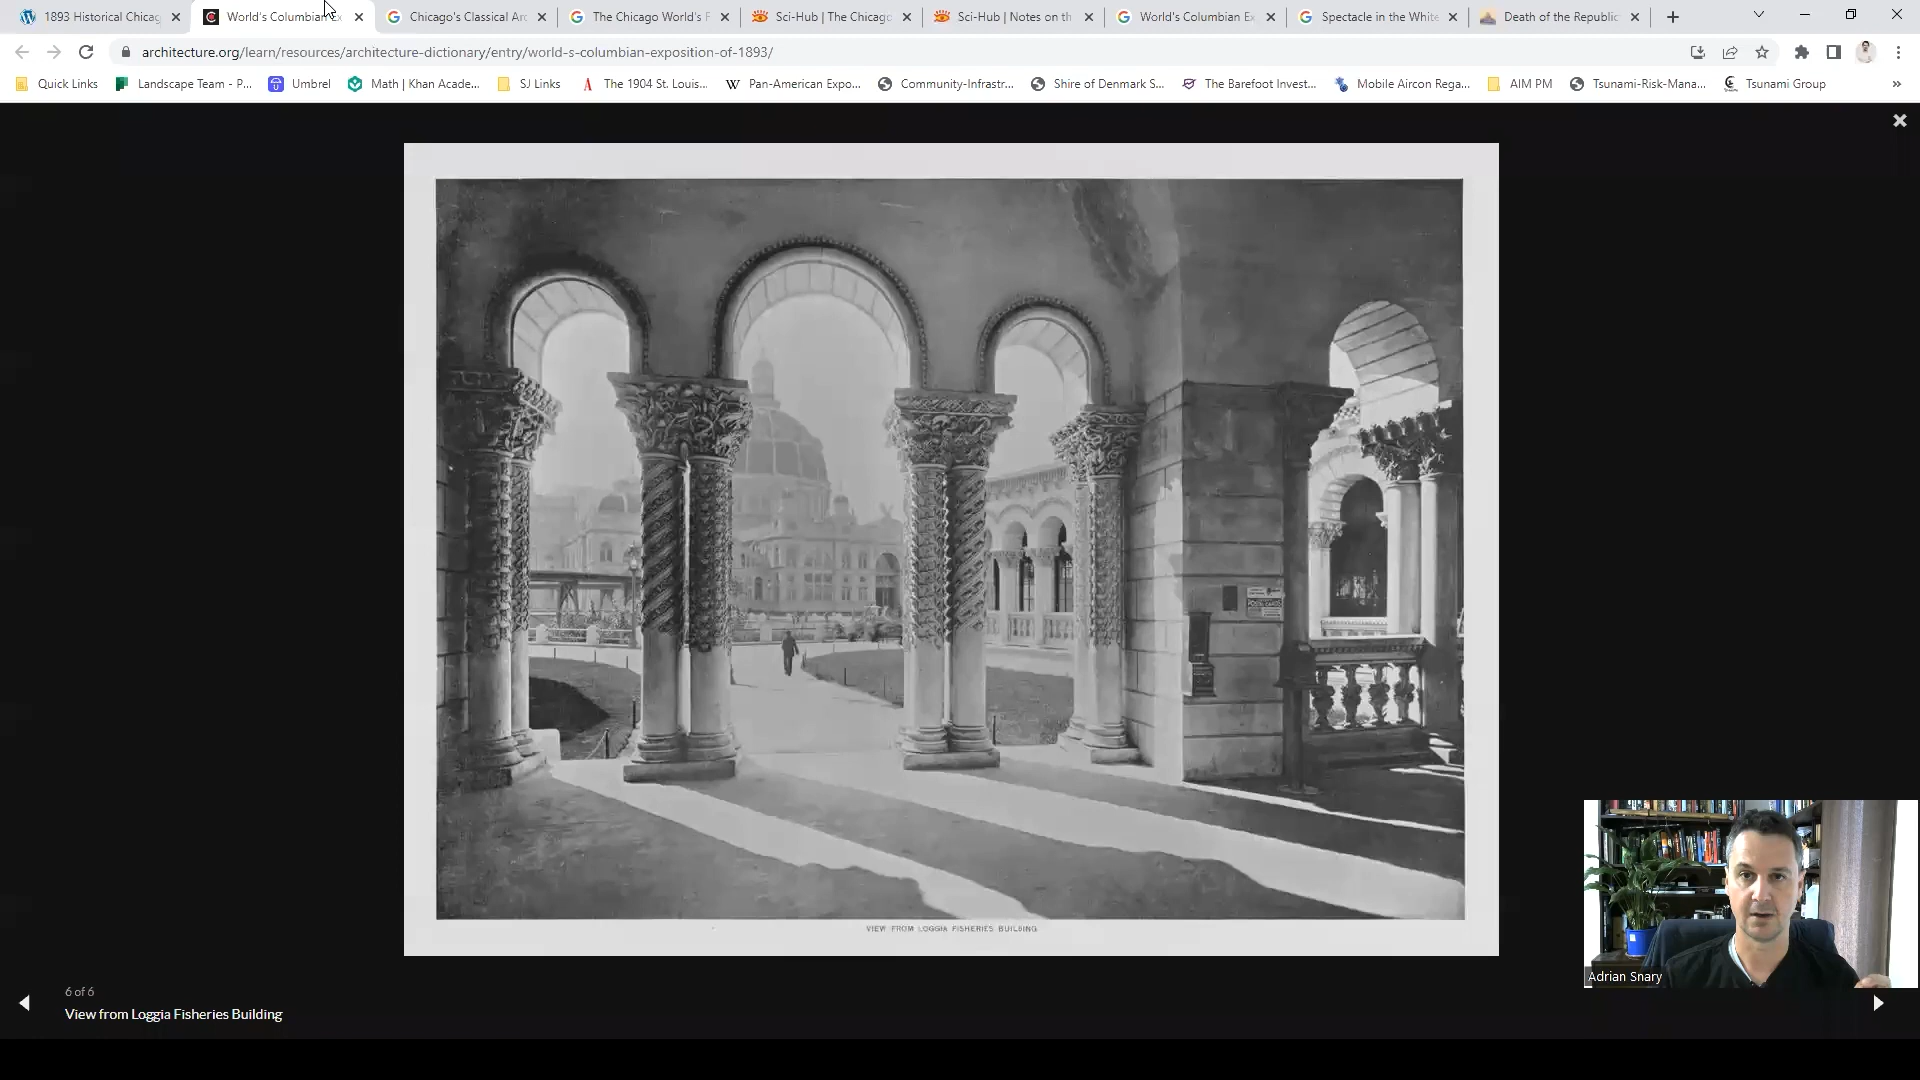 1893 Historical Chicag
World's Columbian Ex
Chicago's Classical Arc
The Chicago World's F
Sci-Hub | The Chicago
Sci-Hub | Notes on th
World's Columbian Ex
Spectacle in the White
Death of the Republic
architecture.org/learn/resources/architecture-dictionary/entry/world-s-columbian-exposition-of-1893/
Quick Links
Landscape Team - P...
Umbrel
Math | Khan Acade...
SJ Links
The 1904 St. Louis...
Pan-American Expo...
Community-Infrastr...
Shire of Denmark S...
The Barefoot Invest...
Mobile Aircon Rega...
AIM PM
Tsunami-Risk-Mana...
Tsunami Group
VIEW FROM LOGGIA FISHERIES BUILDING
Adrian Snary
6 of 6
View from Loggia Fisheries Building